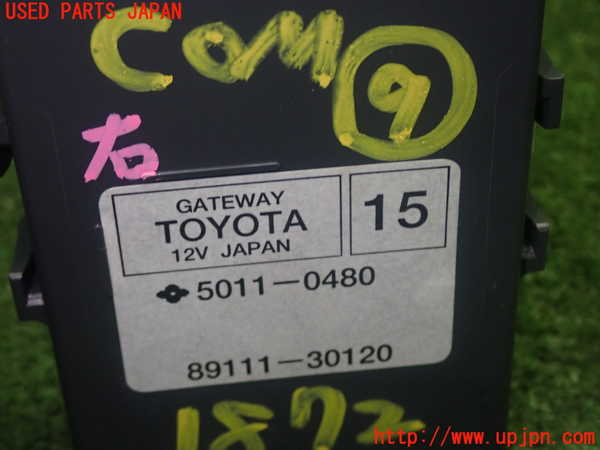 USED PARTS JAPAN
COM 9
右
GATEWAY
TOYOTA
12V JAPAN
15
5011-0480
89111-30120
1872
http://www.upjpn.com/